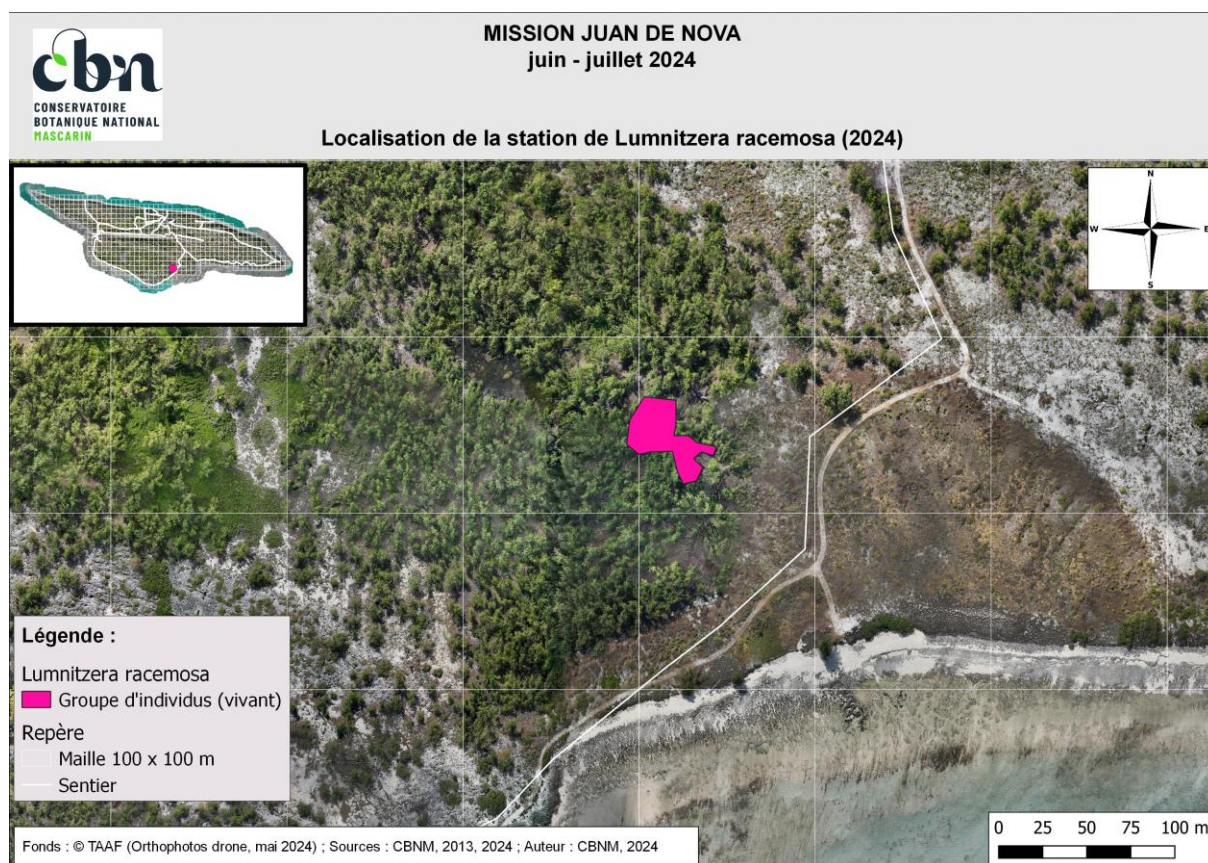 MISSION JUAN DE NOVA
juin - juillet 2024
cbn
CONSERVATOIRE
BOTANIQUE NATIONAL
MASCARIN
Localisation de la station de Lumnitzera racemosa (2024)
N
W
E
S
Légende :
Lumnitzera racemosa
Groupe d'individus (vivant)
Repère
Maille 100 x 100 m
Sentier
0 25 50 75 100 m
Fonds : © TAAF (Orthophotos drone, mai 2024) ; Sources : CBNM, 2013, 2024 ; Auteur : CBNM, 2024